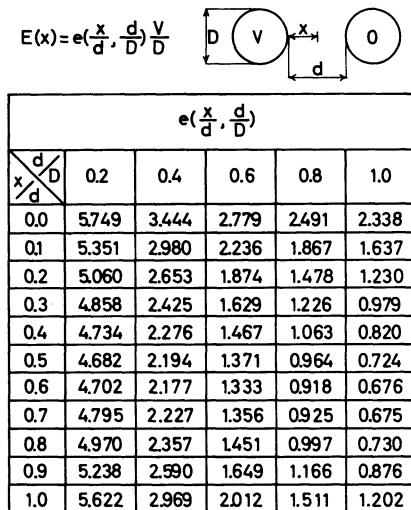 E(x) = e(x/d, d/D) V/D
D V x O
d
e(x/d, d/D)
x/d d/D 0.2 0.4 0.6 0.8 1.0
0.0 5.749 3.444 2.779 2.491 2.338
0.1 5.351 2.980 2.236 1.867 1.637
0.2 5.060 2.653 1.874 1.478 1.230
0.3 4.858 2.425 1.629 1.226 0.979
0.4 4.734 2.276 1.467 1.063 0.820
0.5 4.682 2.194 1.371 0.964 0.724
0.6 4.702 2.177 1.333 0.918 0.676
0.7 4.795 2.227 1.356 0.925 0.675
0.8 4.970 2.357 1.451 0.997 0.730
0.9 5.238 2.590 1.649 1.166 0.876
1.0 5.622 2.969 2.012 1.511 1.202